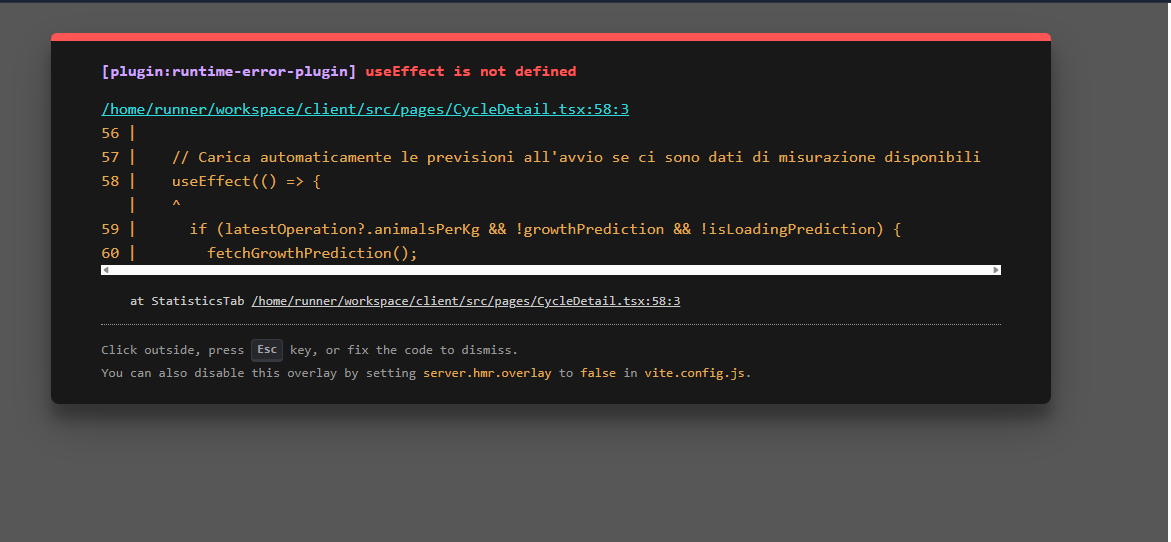 [plugin:runtime-error-plugin] useEffect is not defined
/home/runner/workspace/client/src/pages/CycleDetail.tsx:58:3
56 |
57 |    // Carica automaticamente le previsioni all'avvio se ci sono dati di misurazione disponibili
58 |    useEffect(() => {
   |    ^
59 |      if (latestOperation?.animalsPerKg && !growthPrediction && !isLoadingPrediction) {
60 |        fetchGrowthPrediction();
at StatisticsTab /home/runner/workspace/client/src/pages/CycleDetail.tsx:58:3
Click outside, press Esc key, or fix the code to dismiss.
You can also disable this overlay by setting server.hmr.overlay to false in vite.config.js.